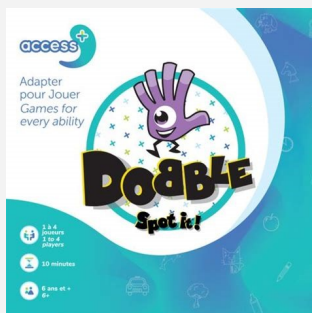 access+
Adapter
pour Jouer
Games for
every ability
DOBBLE
Spot it!
1 à 4
joueurs
1 to 4
players
10 minutes
6 ans et +
6+